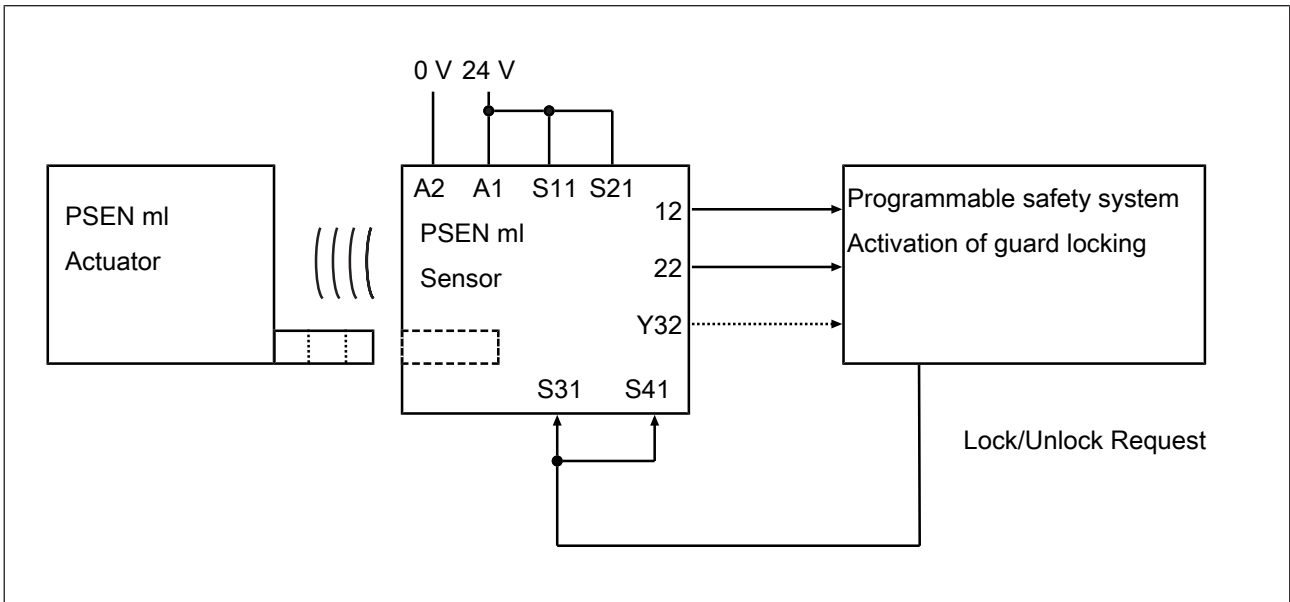 0 V 24 V
A2 A1 S11 S21
PSEN ml
Actuator
PSEN ml
Sensor
12
22
Y32
S31 S41
Programmable safety system
Activation of guard locking
Lock/Unlock Request